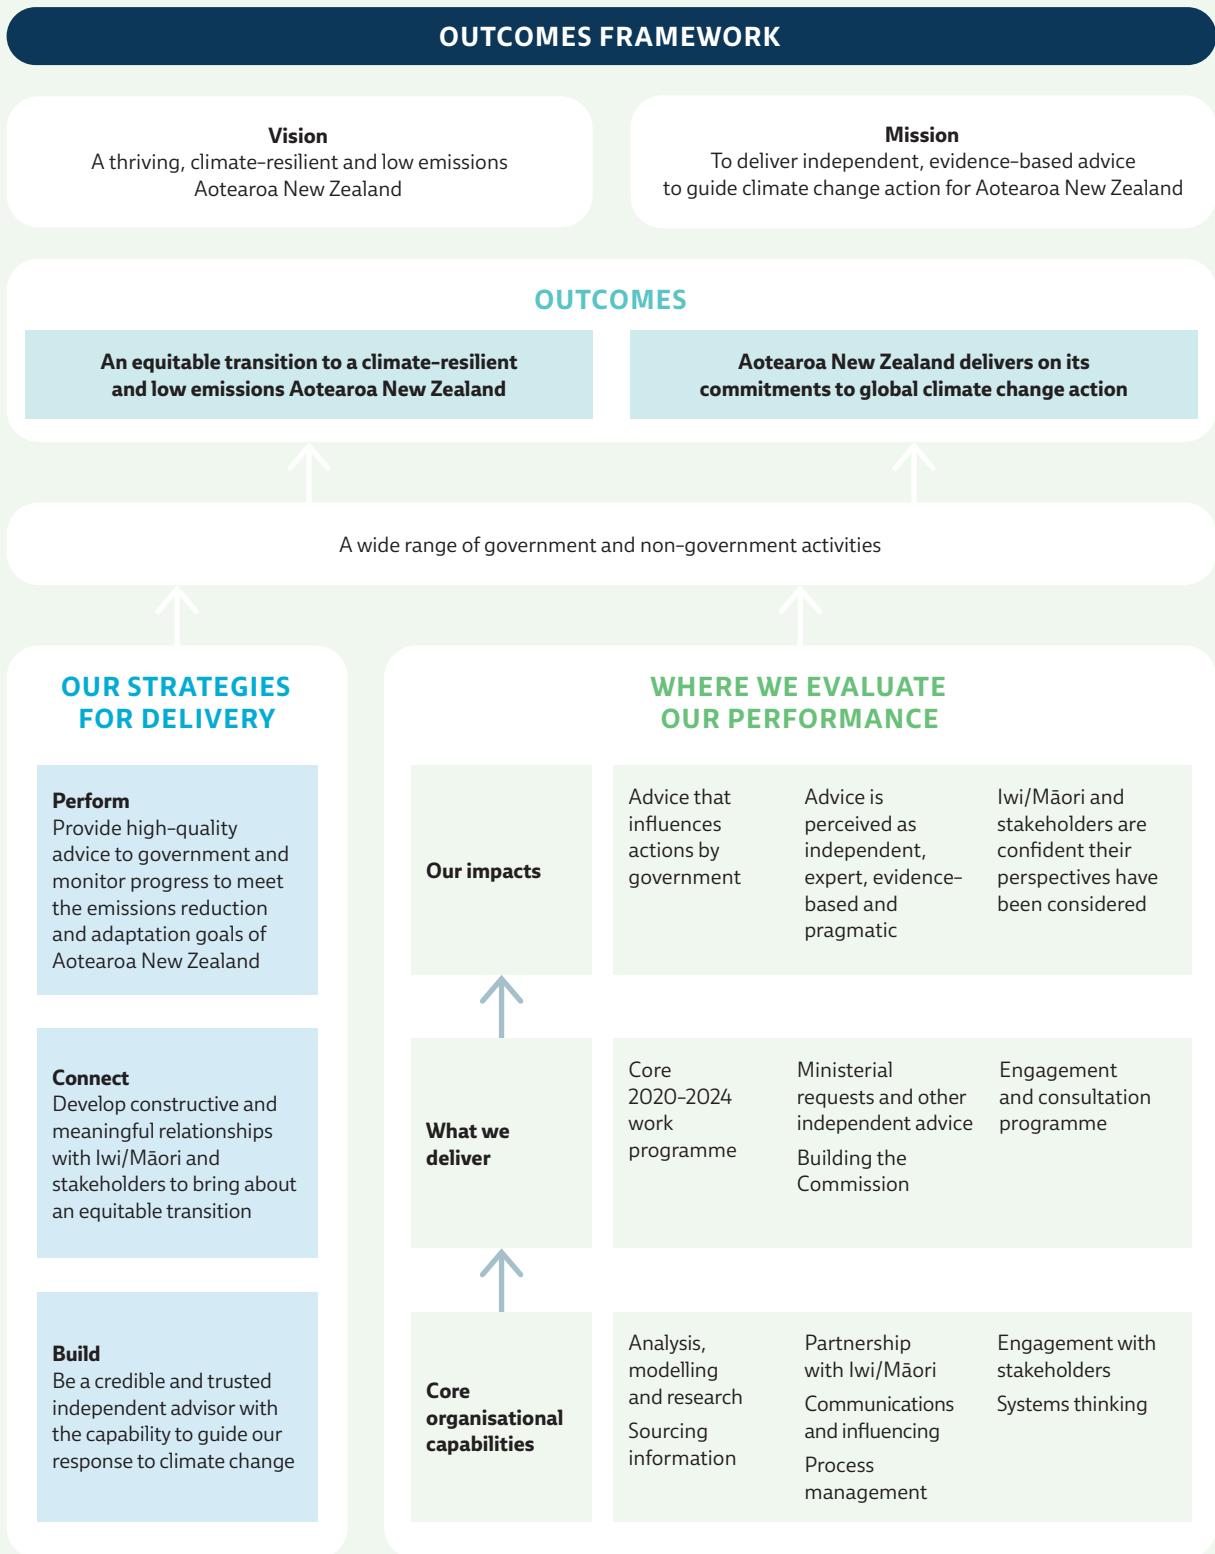 OUTCOMES FRAMEWORK
Vision
A thriving, climate-resilient and low emissions
Aotearoa New Zealand
Mission
To deliver independent, evidence-based advice
to guide climate change action for Aotearoa New Zealand
OUTCOMES
An equitable transition to a climate-resilient
and low emissions Aotearoa New Zealand
Aotearoa New Zealand delivers on its
commitments to global climate change action
A wide range of government and non-government activities
OUR STRATEGIES
FOR DELIVERY
Perform
Provide high-quality
advice to government and
monitor progress to meet
the emissions reduction
and adaptation goals of
Aotearoa New Zealand
Connect
Develop constructive and
meaningful relationships
with Iwi/Māori and
stakeholders to bring about
an equitable transition
Build
Be a credible and trusted
independent advisor with
the capability to guide our
response to climate change
WHERE WE EVALUATE
OUR PERFORMANCE
Our impacts
Advice that
influences
actions by
government
Advice is
perceived as
independent,
expert, evidence-
based and
pragmatic
Iwi/Māori and
stakeholders are
confident their
perspectives have
been considered
What we
deliver
Core
2020-2024
work
programme
Ministerial
requests and other
independent advice
Building the
Commission
Engagement
and consultation
programme
Core
organisational
capabilities
Analysis,
modelling
and research
Sourcing
information
Partnership
with Iwi/Māori
Communications
and influencing
Process
management
Engagement with
stakeholders
Systems thinking